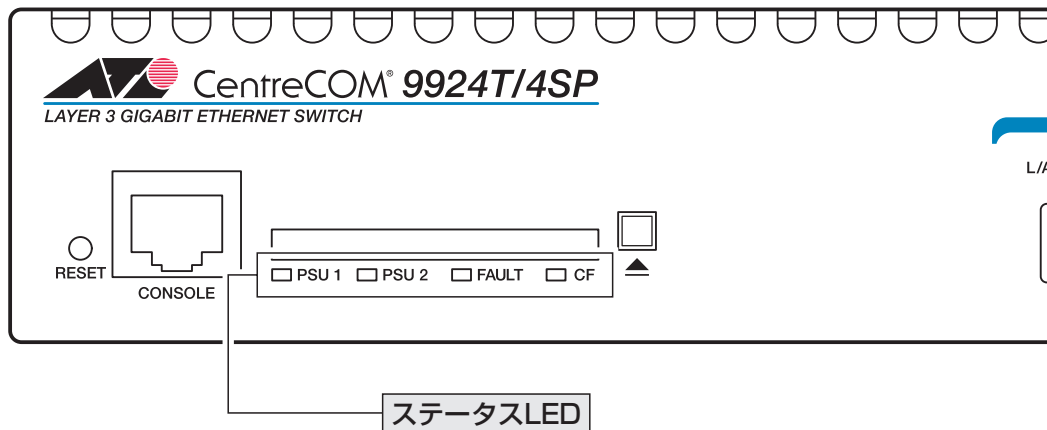 CentreCOM® 9924T/4SP
LAYER 3 GIGABIT ETHERNET SWITCH
L/A
RESET
CONSOLE
PSU 1 PSU 2 FAULT CF
ステータスLED